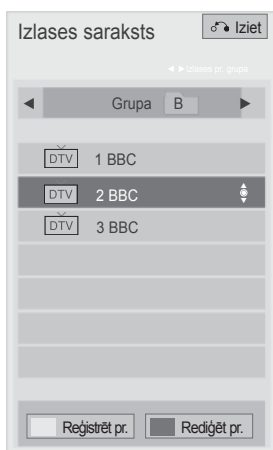 Izlases saraksts
Iziet
◄ ►Izlases pr. grupa
◄ Grupa B ►
DTV 1 BBC
DTV 2 BBC
DTV 3 BBC
Reģistrēt pr. Rediģēt pr.